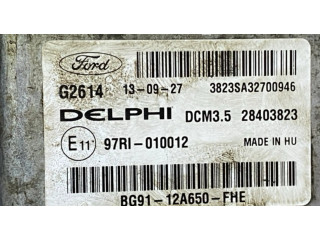 Ford
G2614 13-09-27 3823SA32700946
DELPHI DCM3.5 28403823
E11 97RI-010012 MADE IN HU
BG91-12A650-FHE